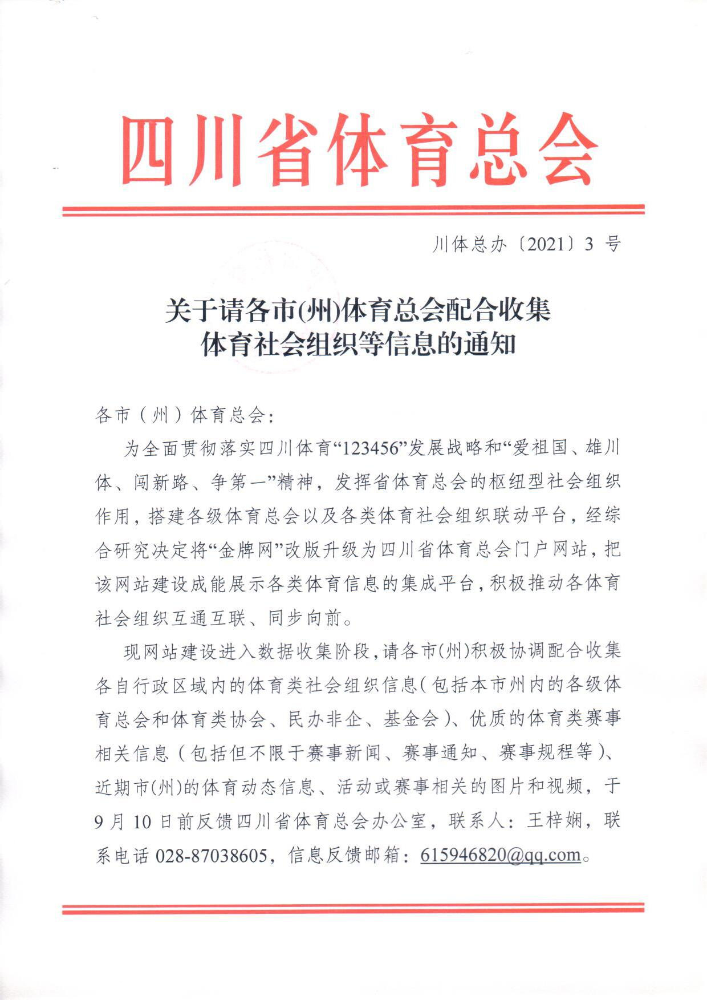 四川省体育总会
川体总办〔2021〕3 号
关于请各市(州)体育总会配合收集
体育社会组织等信息的通知
各市（州）体育总会：
为全面贯彻落实四川体育“123456”发展战略和“爱祖国、雄川
体、闯新路、争第一”精神，发挥省体育总会的枢纽型社会组织
作用，搭建各级体育总会以及各类体育社会组织联动平台，经综
合研究决定将“金牌网”改版升级为四川省体育总会门户网站，把
该网站建设成能展示各类体育信息的集成平台，积极推动各体育
社会组织互通互联、同步向前。
现网站建设进入数据收集阶段，请各市(州)积极协调配合收集
各自行政区域内的体育类社会组织信息（包括本市州内的各级体
育总会和体育类协会、民办非企、基金会）、优质的体育类赛事
相关信息（包括但不限于赛事新闻、赛事通知、赛事规程等）、
近期市(州)的体育动态信息、活动或赛事相关的图片和视频，于
9 月 10 日前反馈四川省体育总会办公室，联系人：王梓娴，联
系电话 028-87038605，信息反馈邮箱：615946820@qq.com。